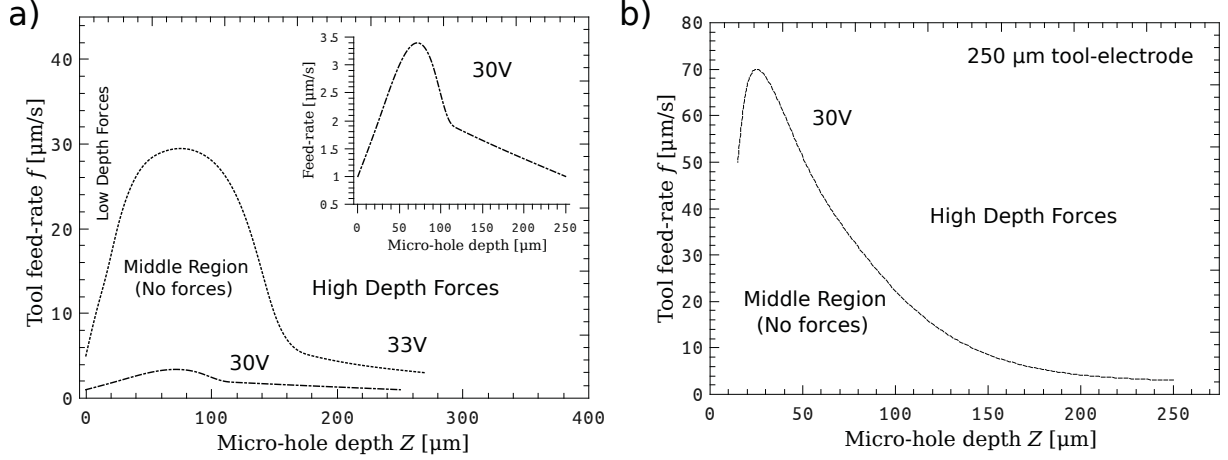 a)
Tool feed-rate f [µm/s]
40
30
20
10
0
0
100
200
300
400
Micro-hole depth Z [µm]
Low Depth Forces
Middle Region
(No forces)
High Depth Forces
33V
30V
Feed-rate [µm/s]
3.5
3
2.5
2
1.5
1
0.5
0
50
100
150
200
250
Micro-hole depth [µm]
30V
b)
Tool feed-rate f [µm/s]
80
70
60
50
40
30
20
10
0
0
50
100
150
200
250
Micro-hole depth Z [µm]
250 µm tool-electrode
30V
High Depth Forces
Middle Region
(No forces)